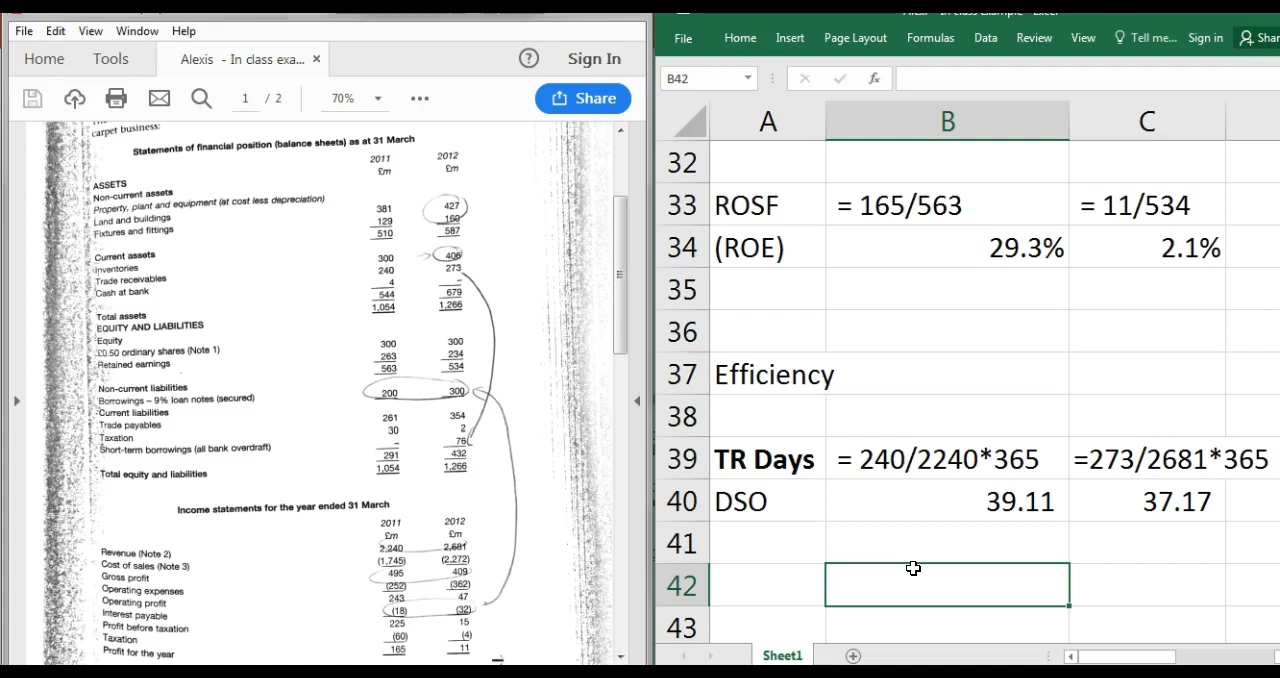 Alexis - In class Example - Excel
File Edit View Window Help
Home Tools Alexis - In class exa... × ? Sign In
1 / 2 70% Share
carpet business:
Statements of financial position (balance sheets) as at 31 March
2011 2012
£m £m
ASSETS
Non-current assets
Property, plant and equipment (at cost less depreciation)
Land and buildings 381 427
Fixtures and fittings 129 160
510 587
Current assets
Inventories 300 406
Trade receivables 240 273
Cash at bank 4 –
544 679
Total assets 1,054 1,266
EQUITY AND LIABILITIES
Equity
£0.50 ordinary shares (Note 1) 300 300
Retained earnings 263 234
563 534
Non-current liabilities
Borrowings – 9% loan notes (secured) 200 300
Current liabilities
Trade payables 261 354
Taxation 30 2
Short-term borrowings (all bank overdraft) – 76
291 432
Total equity and liabilities 1,054 1,266
Income statements for the year ended 31 March
2011 2012
£m £m
Revenue (Note 2) 2,240 2,681
Cost of sales (Note 3) (1,745) (2,272)
Gross profit 495 409
Operating expenses (252) (362)
Operating profit 243 47
Interest payable (18) (32)
Profit before taxation 225 15
Taxation (60) (4)
Profit for the year 165 11
File Home Insert Page Layout Formulas Data Review View Tell me... Sign in Shar
B42 fx
A B C
32
33 ROSF = 165/563 = 11/534
34 (ROE) 29.3% 2.1%
35
36
37 Efficiency
38
39 TR Days = 240/2240*365 =273/2681*365
40 DSO 39.11 37.17
41
42
43
Sheet1